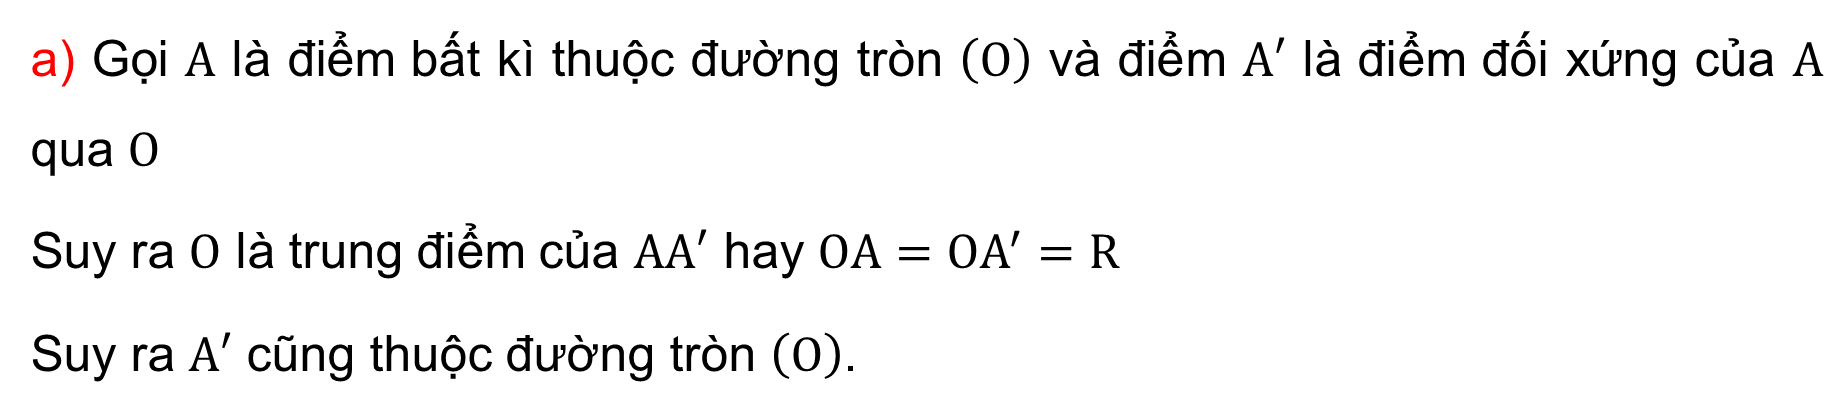 a) Gọi A là điểm bất kì thuộc đường tròn (O) và điểm A′ là điểm đối xứng của A
qua O
Suy ra O là trung điểm của AA′ hay OA = OA′ = R
Suy ra A′ cũng thuộc đường tròn (O).